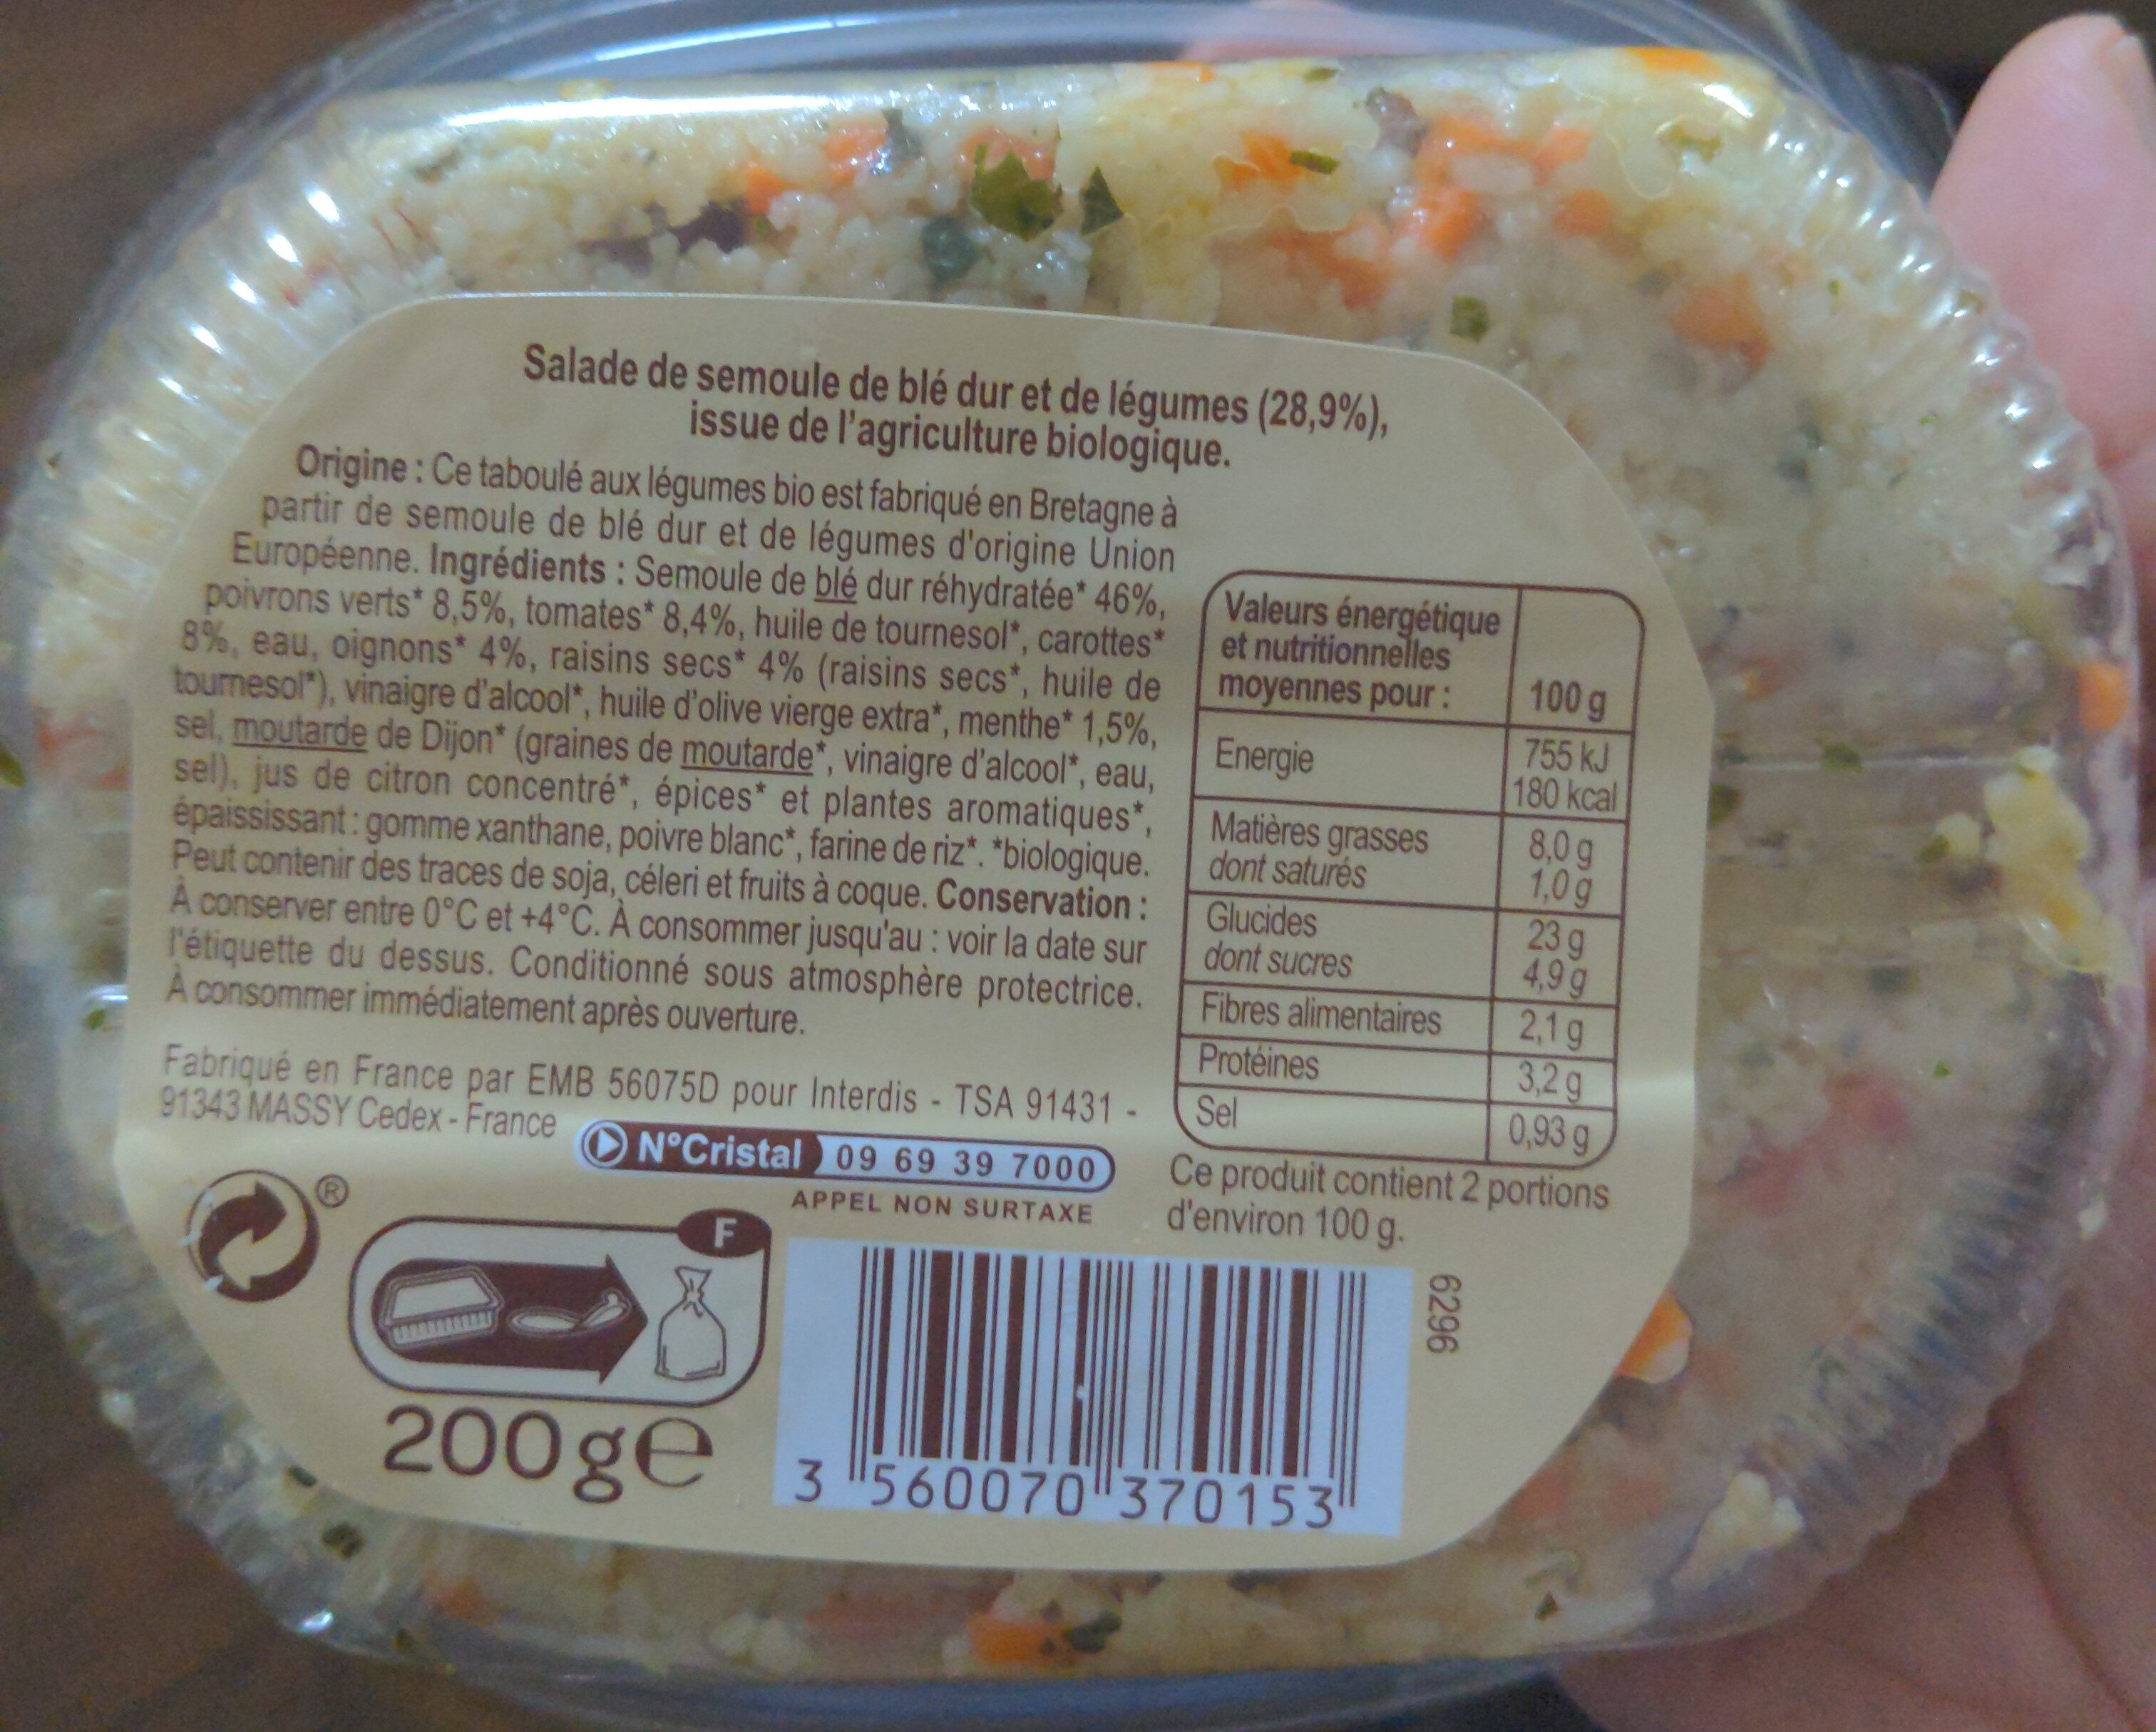 Salade de semoule de blé dur et de légumes (28,9%),
issue de l'agriculture biologique.
Origine : Ce taboulé aux légumes bio est fabriqué en Bretagne à
partir de semoule de blé dur et de légumes d'origine Union
Européenne. Ingrédients : Semoule de blé dur réhydratée* 46%,
poivrons verts* 8,5%, tomates* 8,4%, huile de tournesol*, carottes*
8%, eau, oignons* 4%, raisins secs* 4% (raisins secs*, huile de
tournesol*), vinaigre d'alcool*, huile d'olive vierge extra*, menthe* 1,5%,
sel, moutarde de Dijon* (graines de moutarde*, vinaigre d'alcool*, eau,
sel), jus de citron concentré*, épices* et plantes aromatiques*,
épaississant : gomme xanthane, poivre blanc*, farine de riz*. *biologique.
Peut contenir des traces de soja, céleri et fruits à coque. Conservation :
À conserver entre 0°C et +4°C. À consommer jusqu'au : voir la date sur
l'étiquette du dessus. Conditionné sous atmosphère protectrice.
À consommer immédiatement après ouverture.
Fabriqué en France par EMB 56075D pour Interdis - TSA 91431 -
91343 MASSY Cedex - France
N°Cristal 09 69 39 7000
APPEL NON SURTAXE
Valeurs énergétique
et nutritionnelles
moyennes pour : 100 g
Energie 755 kJ
180 kcal
Matières grasses 8,0 g
dont saturés 1,0 g
Glucides 23 g
dont sucres 4,9 g
Fibres alimentaires 2,1 g
Protéines 3,2 g
Sel 0,93 g
Ce produit contient 2 portions
d'environ 100 g.
®
F
200g℮
6296
3 560070 370153